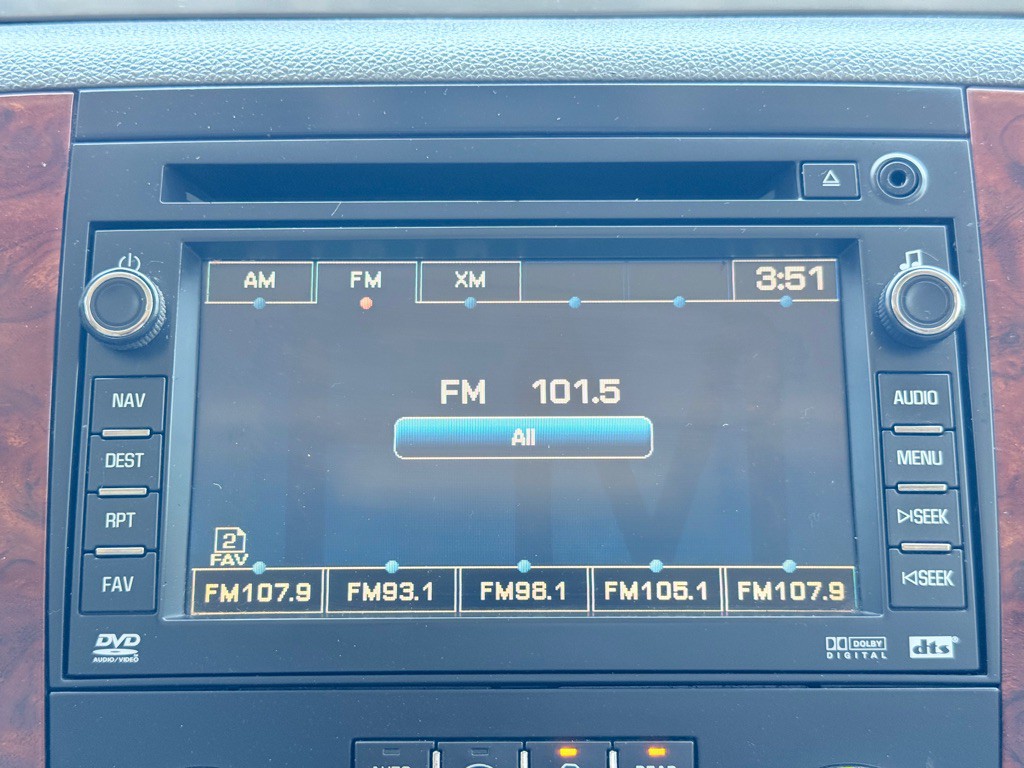 AM FM XM 3:51
FM 101.5
All
2
FAV
FM107.9 FM93.1 FM98.1 FM105.1 FM107.9
NAV
DEST
RPT
FAV
AUDIO
MENU
SEEK
SEEK
DVD
AUDIO/VIDEO
DOLBY
DIGITAL
dts